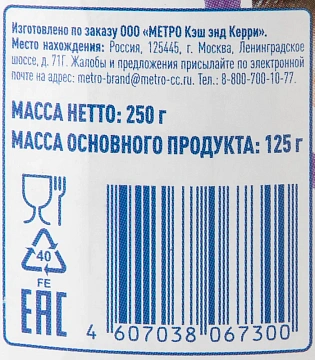 Изготовлено по заказу ООО «МЕТРО Кэш энд Керри».
Место нахождения: Россия, 125445, г. Москва, Ленинградское
шоссе, д. 71Г. Жалобы и предложения присылайте по электронной
почте на адрес: metro-brand@metro-cc.ru. Тел.: 8-800-700-10-77.
МАССА НЕТТО: 250 г
МАССА ОСНОВНОГО ПРОДУКТА: 125 г
40
FE
EAC
4 607038 067300